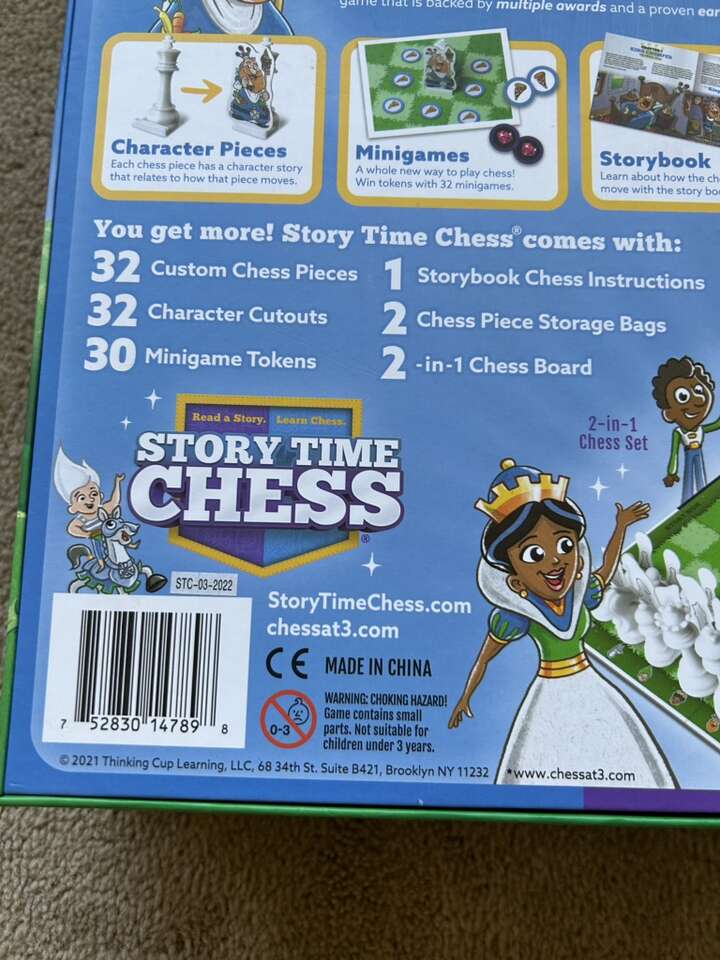 game that is backed by multiple awards and a proven
Character Pieces
Each chess piece has a character story
that relates to how that piece moves.
Minigames
A whole new way to play chess!
Win tokens with 32 minigames.
Storybook
Learn about how the
move with the story
You get more! Story Time Chess® comes with:
32 Custom Chess Pieces
1 Storybook Chess Instructions
32 Character Cutouts
2 Chess Piece Storage Bags
30 Minigame Tokens
2 -in-1 Chess Board
2-in-1
Chess Set
Read a Story. Learn Chess.
STORY TIME
CHESS®
STC-03-2022
StoryTimeChess.com
chessat3.com
CE MADE IN CHINA
0-3
WARNING: CHOKING HAZARD!
Game contains small
parts. Not suitable for
children under 3 years.
7 52830 14789 8
© 2021 Thinking Cup Learning, LLC, 68 34th St. Suite B421, Brooklyn NY 11232
*www.chessat3.com